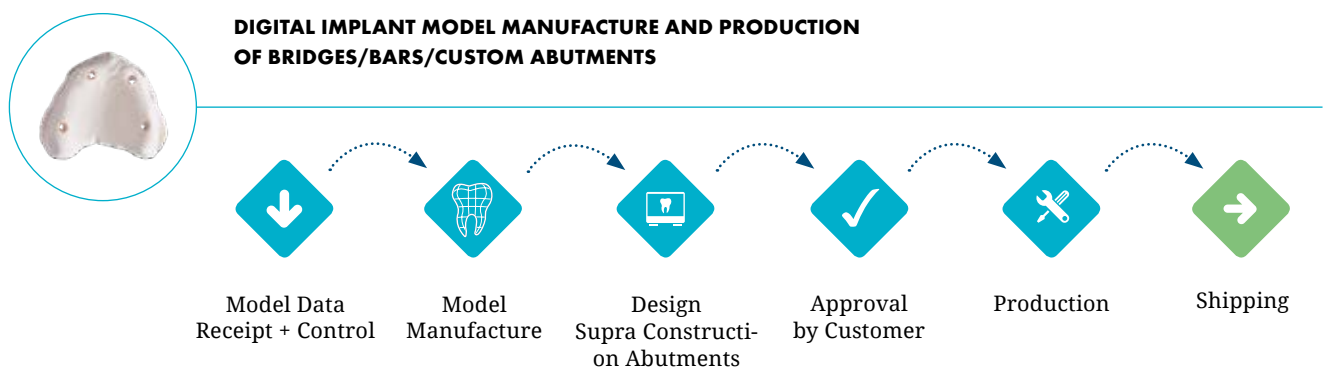 DIGITAL IMPLANT MODEL MANUFACTURE AND PRODUCTION
OF BRIDGES/BARS/CUSTOM ABUTMENTS
Model Data
Receipt + Control
Model
Manufacture
Design
Supra Constructi-
on Abutments
Approval
by Customer
Production
Shipping